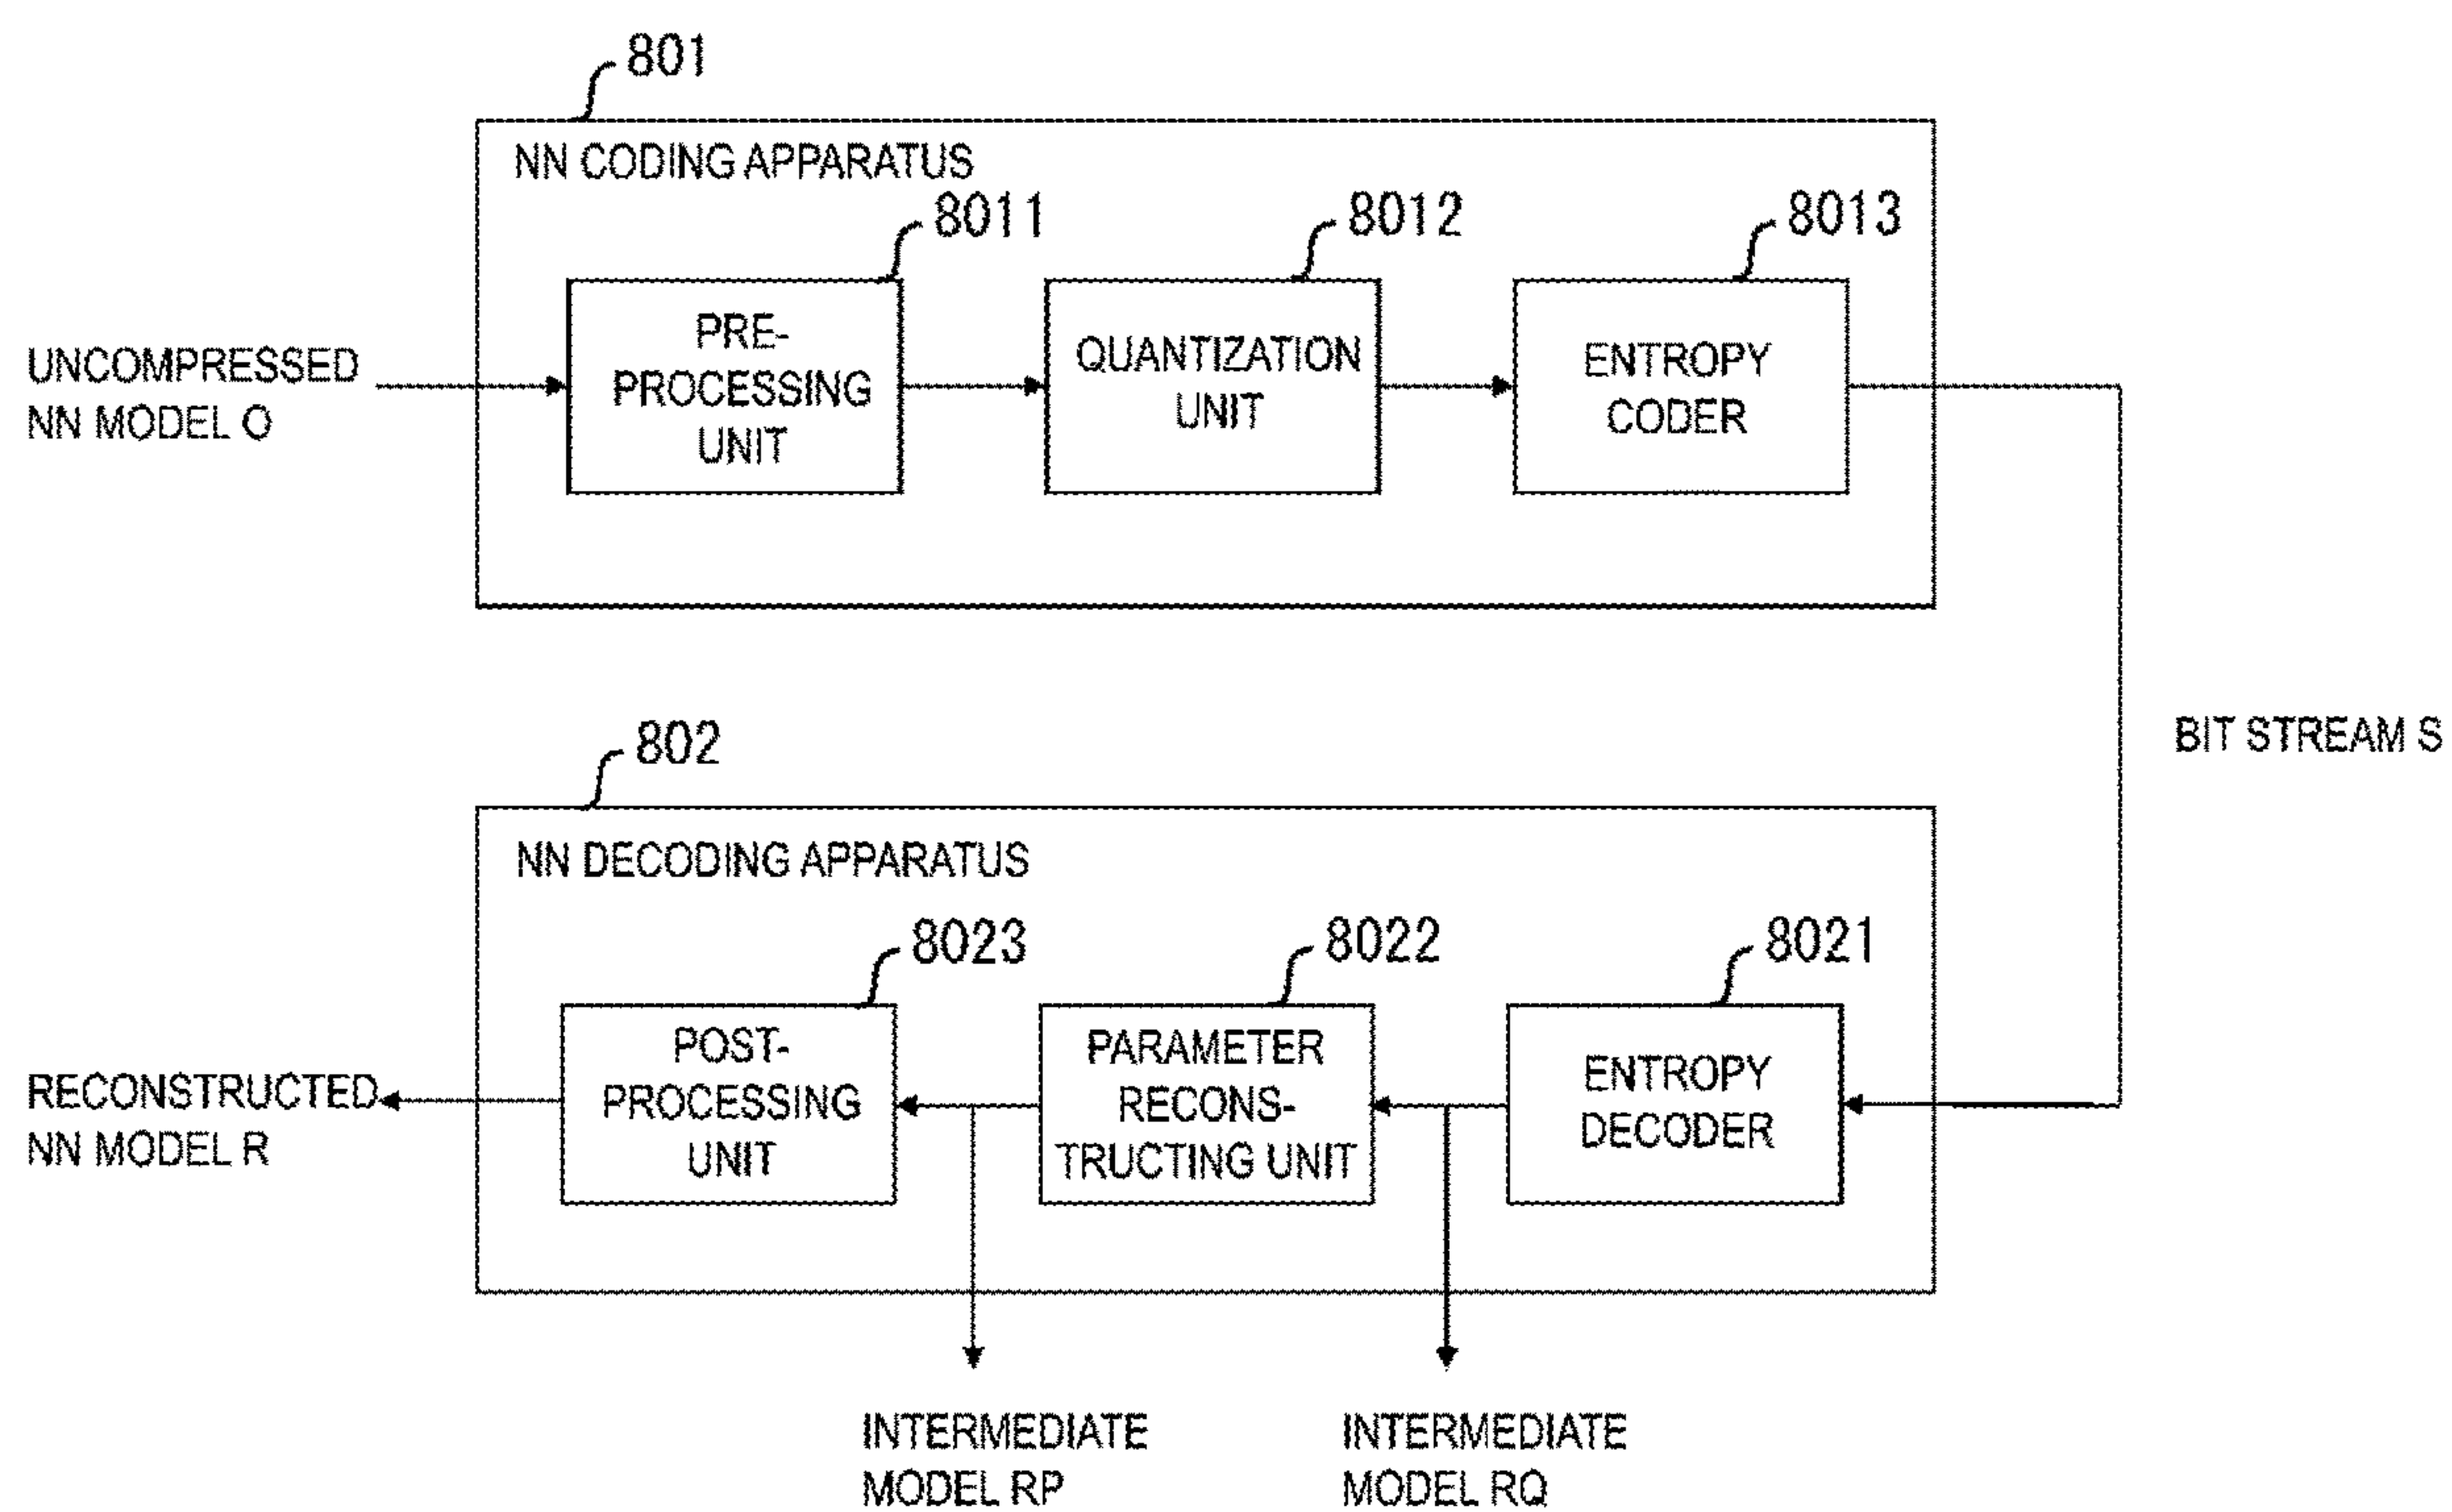 801
NN CODING APPARATUS
8011
8012
8013
UNCOMPRESSED
NN MODEL O
PRE-
PROCESSING
UNIT
QUANTIZATION
UNIT
ENTROPY
CODER
BIT STREAM S
802
NN DECODING APPARATUS
8023
8022
8021
RECONSTRUCTED
NN MODEL R
POST-
PROCESSING
UNIT
PARAMETER
RECONS-
TRUCTING UNIT
ENTROPY
DECODER
INTERMEDIATE
MODEL RP
INTERMEDIATE
MODEL RQ